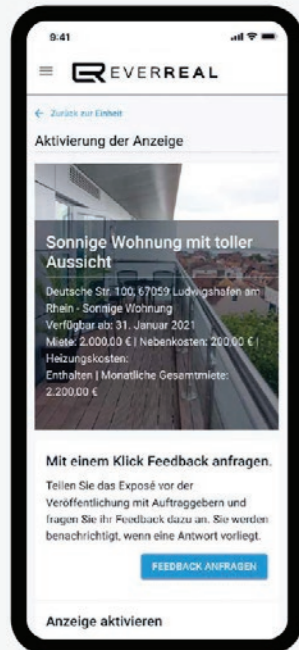 9:41
EVERREAL
← Zurück zur Einheit
Aktivierung der Anzeige
Sonnige Wohnung mit toller
Aussicht
Deutsche Str. 100, 67059 Ludwigshafen am
Rhein - Sonnige Wohnung
Verfügbar ab: 31. Januar 2021
Miete: 2.000,00 € | Nebenkosten: 200,00 € |
Heizungskosten:
Enthalten | Monatliche Gesamtmiete:
2.200,00 €
Mit einem Klick Feedback anfragen.
Teilen Sie das Exposé vor der
Veröffentlichung mit Auftraggebern und
fragen Sie ihr Feedback dazu an. Sie werden
benachrichtigt, wenn eine Antwort vorliegt.
FEEDBACK ANFRAGEN
Anzeige aktivieren